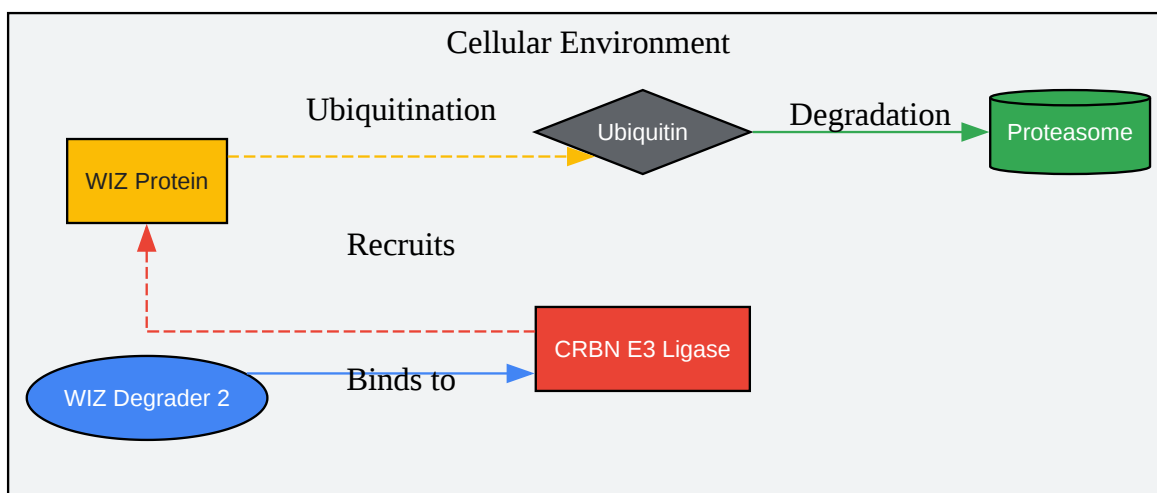 Cellular Environment
Ubiquitination
Ubiquitin
Degradation
Proteasome
WIZ Protein
Recruits
CRBN E3 Ligase
WIZ Degrader 2
Binds to